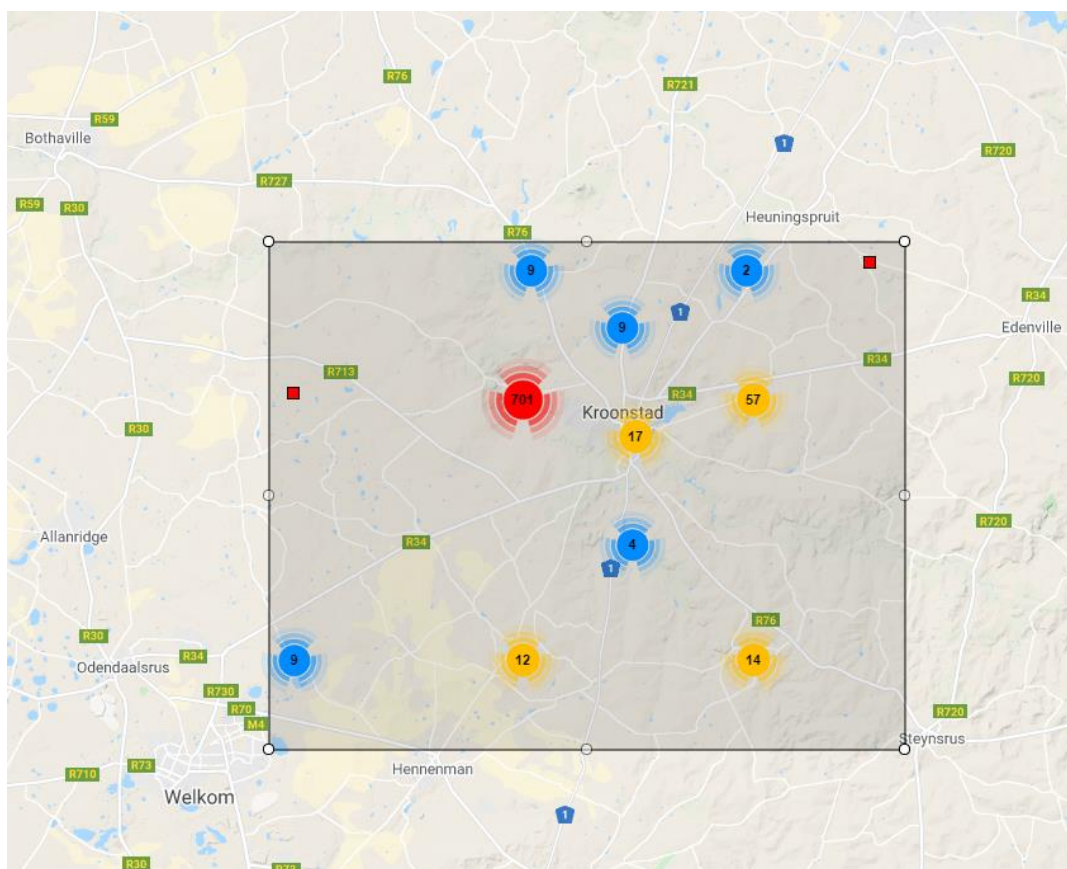 R76
R721
R59
1
Bothaville
R720
R727
R59
R30
Heuningspruit
R76
9
2
R34
1
9
Edenville
R34
R713
R720
R34
701
57
Kroonstad
R30
17
R720
Allanridge
R34
4
1
R76
R30
R34
9
12
14
Odendaalsrus
R730
R70
R720
M4
Steynsrus
R73
R710
Hennenman
Welkom
1
R30